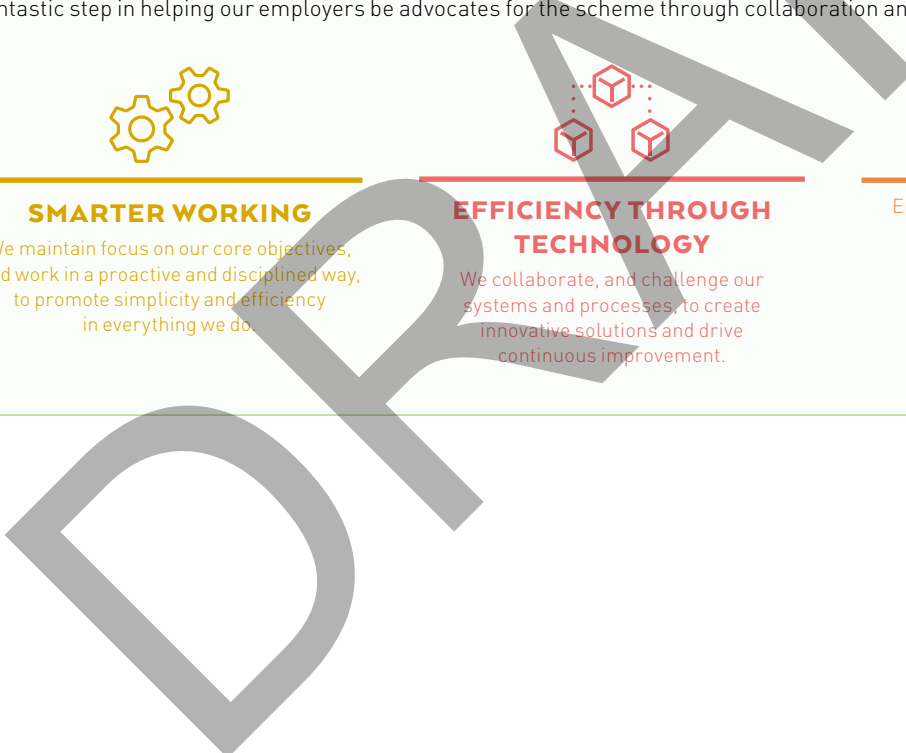 ntastic step in helping our employers be advocates for the scheme through collaboration an
SMARTER WORKING
We maintain focus on our core objectives,
d work in a proactive and disciplined way,
to promote simplicity and efficiency
in everything we do.
EFFICIENCY THROUGH
TECHNOLOGY
We collaborate, and challenge our
systems and processes, to create
innovative solutions and drive
continuous improvement.
E
DRA